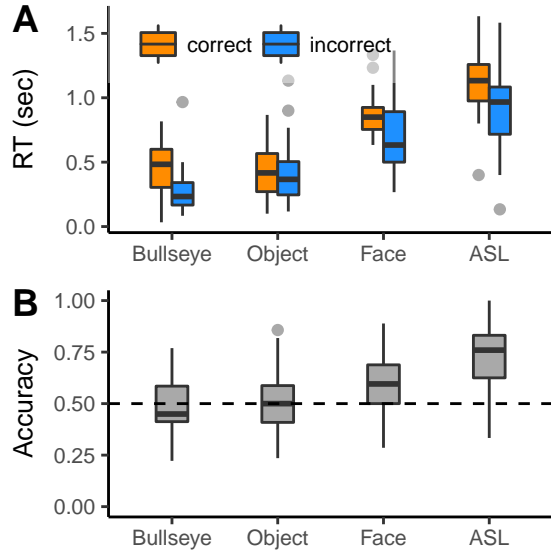 A
1.5
1.0
0.5
0.0
RT (sec)
correct incorrect
Bullseye Object Face ASL
B
1.00
0.75
0.50
0.25
0.00
Accuracy
Bullseye Object Face ASL